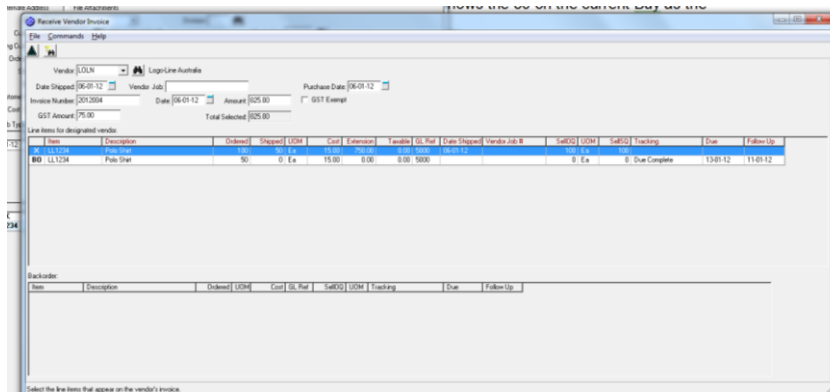 Address File Attachments
Receive Vendor Invoice
File Commands Help
Vendor: LOLN Logo-Line Australia
Date Shipped: 06-01-12 Vendor Job: Purchase Date: 06-01-12
Invoice Number: 2012004 Date: 06-01-12 Amount: 825.00 GST Exempt
GST Amount: 75.00 Total Selected: 825.00
Line items for designated vendor.
Item Description Ordered Shipped UOM Cost Extension Taxable GL Ref Date Shipped Vendor Job # SellOQ UOM SellSQ Tracking Due Follow Up
X LL1234 Polo Shirt 100 50 Ea 15.00 750.00 0.00 5000 06-01-12 100 Ea 100
BO LL1234 Polo Shirt 50 0 Ea 15.00 0.00 0.00 5000 0 Ea 0 Due Complete 13-01-12 11-01-12
234
Backorder:
Item Description Ordered UOM Cost GL Ref SellOQ UOM Tracking Due Follow Up
Select the line items that appear on the vendor's invoice.